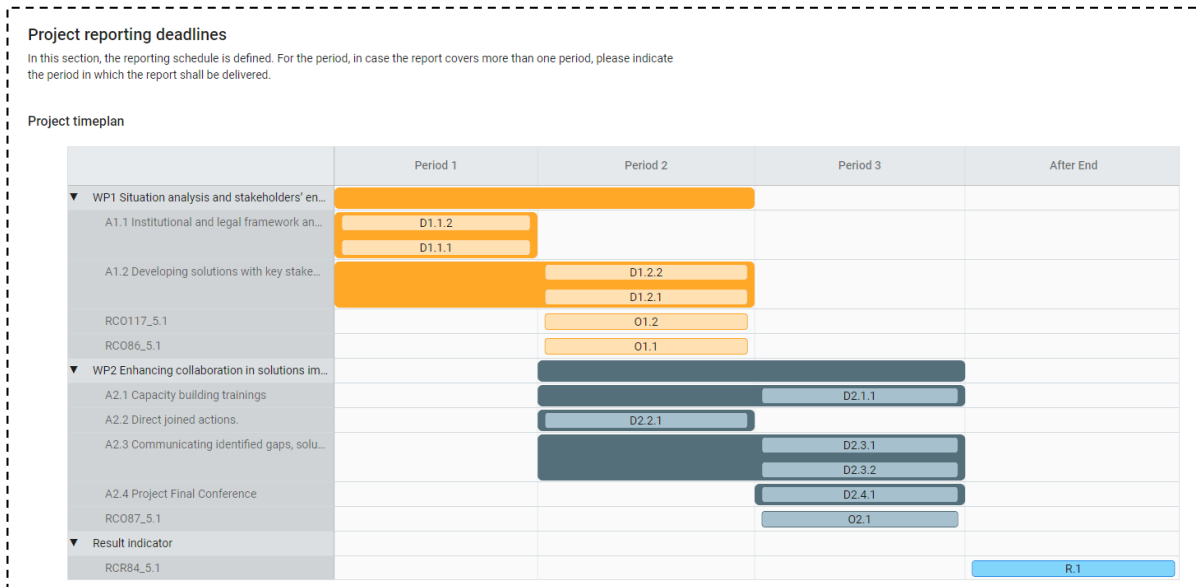 Project reporting deadlines
In this section, the reporting schedule is defined. For the period, in case the report covers more than one period, please indicate
the period in which the report shall be delivered.
Project timeplan
Period 1 Period 2 Period 3 After End
▼ WP1 Situation analysis and stakeholders' en...
A1.1 Institutional and legal framework an... D1.1.2
D1.1.1
A1.2 Developing solutions with key stake... D1.2.2
D1.2.1
RCO117_5.1 O1.2
RCO86_5.1 O1.1
▼ WP2 Enhancing collaboration in solutions im...
A2.1 Capacity building trainings D2.1.1
A2.2 Direct joined actions. D2.2.1
A2.3 Communicating identified gaps, solu... D2.3.1
D2.3.2
A2.4 Project Final Conference D2.4.1
RCO87_5.1 O2.1
▼ Result indicator
RCR84_5.1 R.1